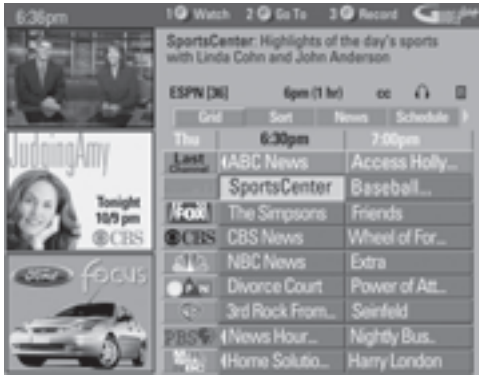 6:36pm
1 Watch 2 Go To 3 Record
SportsCenter: Highlights of the day's sports
with Linda Cohn and John Anderson
ESPN [36] 6pm (1 hr) cc
Grid Sort News Schedule
Thu 6:30pm 7:00pm
Last
Channel
ABC News Access Holly...
SportsCenter Baseball...
FOX The Simpsons Friends
CBS CBS News Wheel of For...
NBC News Extra
Divorce Court Power of Att...
3rd Rock From... Seinfeld
PBS News Hour... Nightly Bus...
Home Solutio... Harry London
Judging Amy
Tonight
10/9 pm
CBS
Ford focus